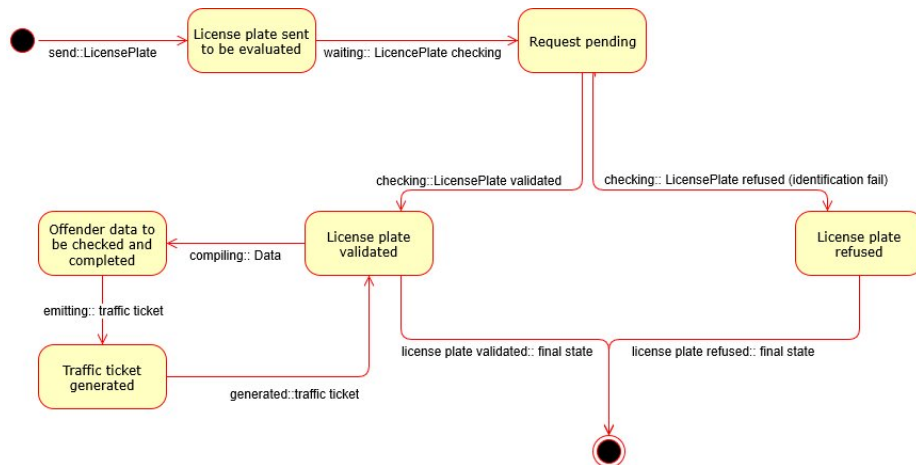 License plate sent
to be evaluated
send::LicensePlate
waiting:: LicencePlate checking
Request pending
checking::LicensePlate validated
checking:: LicensePlate refused (identification fail)
Offender data to
be checked and
completed
compiling:: Data
License plate
validated
License plate
refused
emitting:: traffic ticket
Traffic ticket
generated
generated::traffic ticket
license plate validated:: final state
license plate refused:: final state